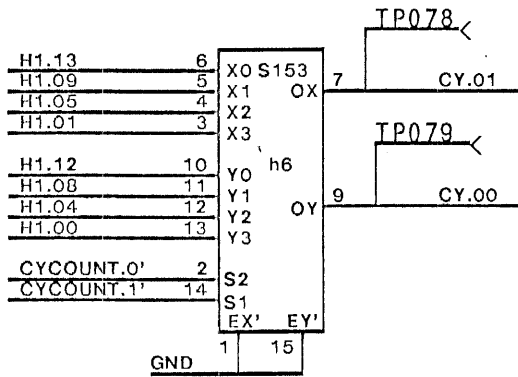 TP078
H1.13 6 X0 S153
H1.09 5 X1 OX 7 CY.01
H1.05 4 X2
H1.01 3 X3
TP079
H1.12 10 Y0 h6
H1.08 11 Y1
H1.04 12 Y2 OY 9 CY.00
H1.00 13 Y3
CYCOUNT.0' 2 S2
CYCOUNT.1' 14 S1
EX' EY'
1 15
GND